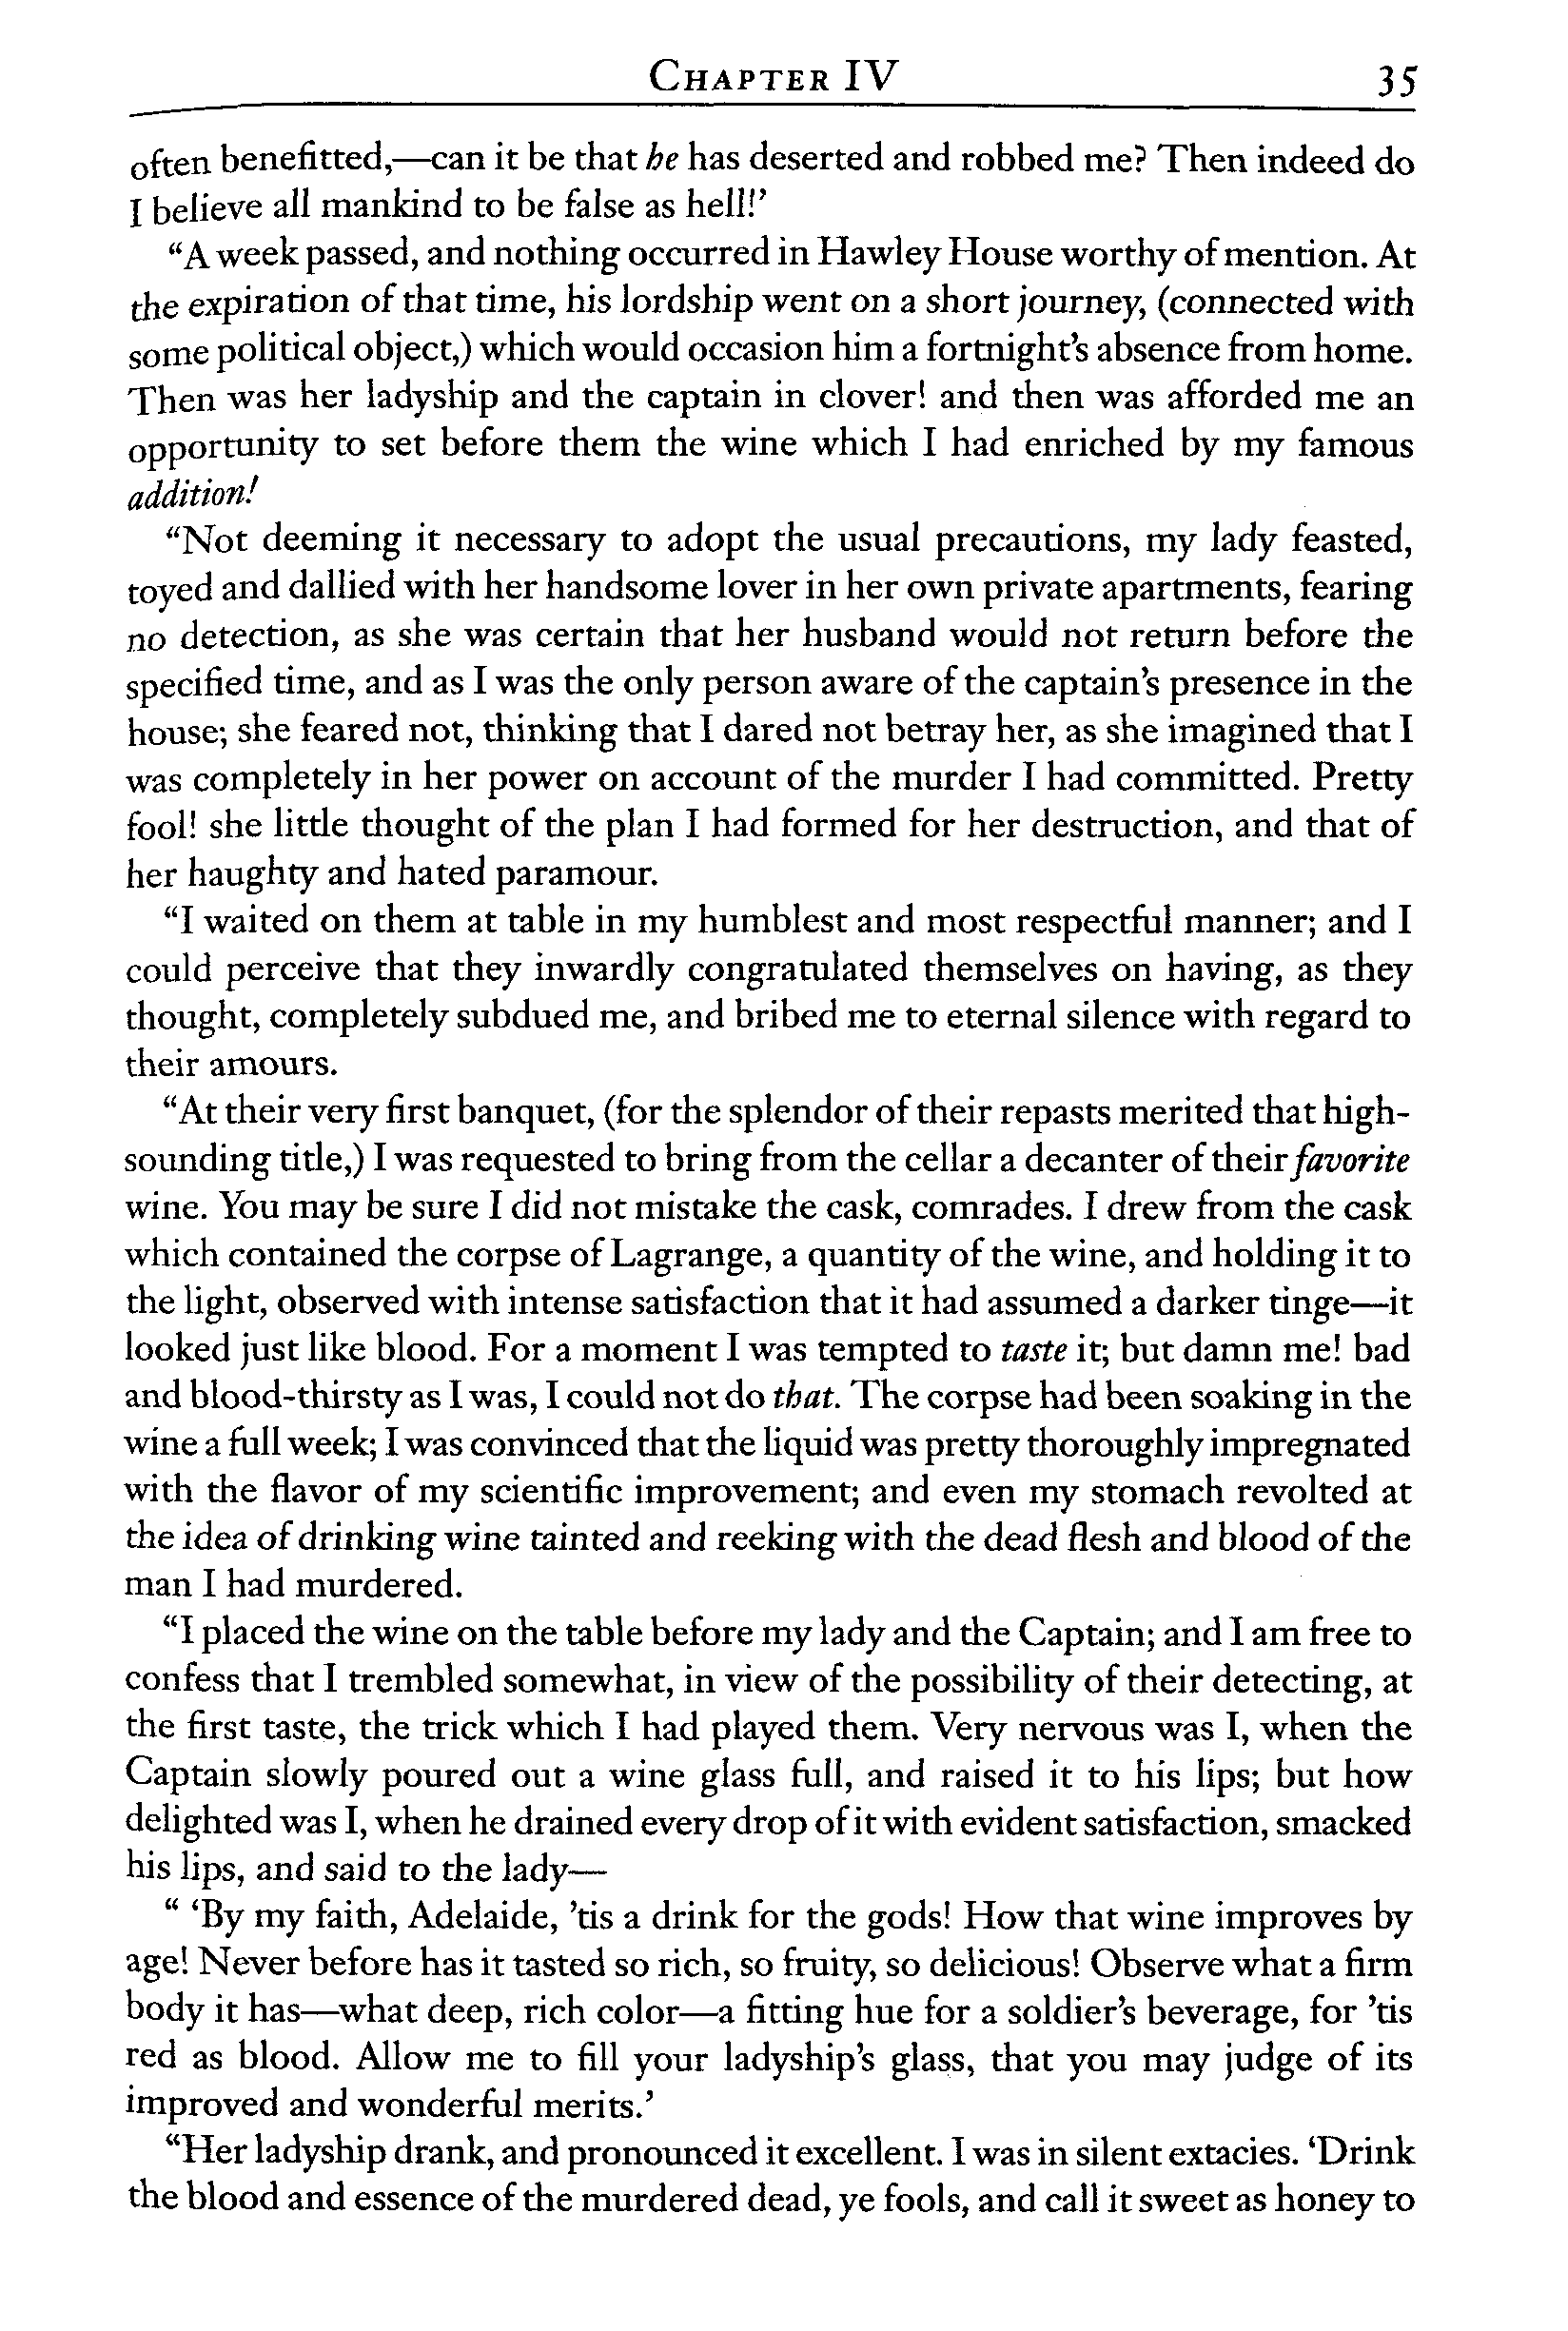 CHAPTER IV 35
often benefitted,—can it be that he has deserted and robbed me? Then indeed do
I believe all mankind to be false as hell!’
“A week passed, and nothing occurred in Hawley House worthy of mention. At
the expiration of that time, his lordship went on a short journey, (connected with
some political object,) which would occasion him a fortnight’s absence from home.
Then was her ladyship and the captain in clover! and then was afforded me an
opportunity to set before them the wine which I had enriched by my famous
addition!
“Not deeming it necessary to adopt the usual precautions, my lady feasted,
toyed and dallied with her handsome lover in her own private apartments, fearing
no detection, as she was certain that her husband would not return before the
specified time, and as I was the only person aware of the captain’s presence in the
house; she feared not, thinking that I dared not betray her, as she imagined that I
was completely in her power on account of the murder I had committed. Pretty
fool! she little thought of the plan I had formed for her destruction, and that of
her haughty and hated paramour.
“I waited on them at table in my humblest and most respectful manner; and I
could perceive that they inwardly congratulated themselves on having, as they
thought, completely subdued me, and bribed me to eternal silence with regard to
their amours.
“At their very first banquet, (for the splendor of their repasts merited that high-
sounding title,) I was requested to bring from the cellar a decanter of their favorite
wine. You may be sure I did not mistake the cask, comrades. I drew from the cask
which contained the corpse of Lagrange, a quantity of the wine, and holding it to
the light, observed with intense satisfaction that it had assumed a darker tinge—it
looked just like blood. For a moment I was tempted to taste it; but damn me! bad
and blood-thirsty as I was, I could not do that. The corpse had been soaking in the
wine a full week; I was convinced that the liquid was pretty thoroughly impregnated
with the flavor of my scientific improvement; and even my stomach revolted at
the idea of drinking wine tainted and reeking with the dead flesh and blood of the
man I had murdered.
“I placed the wine on the table before my lady and the Captain; and I am free to
confess that I trembled somewhat, in view of the possibility of their detecting, at
the first taste, the trick which I had played them. Very nervous was I, when the
Captain slowly poured out a wine glass full, and raised it to his lips; but how
delighted was I, when he drained every drop of it with evident satisfaction, smacked
his lips, and said to the lady—
“ ‘By my faith, Adelaide, ’tis a drink for the gods! How that wine improves by
age! Never before has it tasted so rich, so fruity, so delicious! Observe what a firm
body it has—what deep, rich color—a fitting hue for a soldier’s beverage, for ’tis
red as blood. Allow me to fill your ladyship’s glass, that you may judge of its
improved and wonderful merits.’
“Her ladyship drank, and pronounced it excellent. I was in silent extacies. ‘Drink
the blood and essence of the murdered dead, ye fools, and call it sweet as honey to